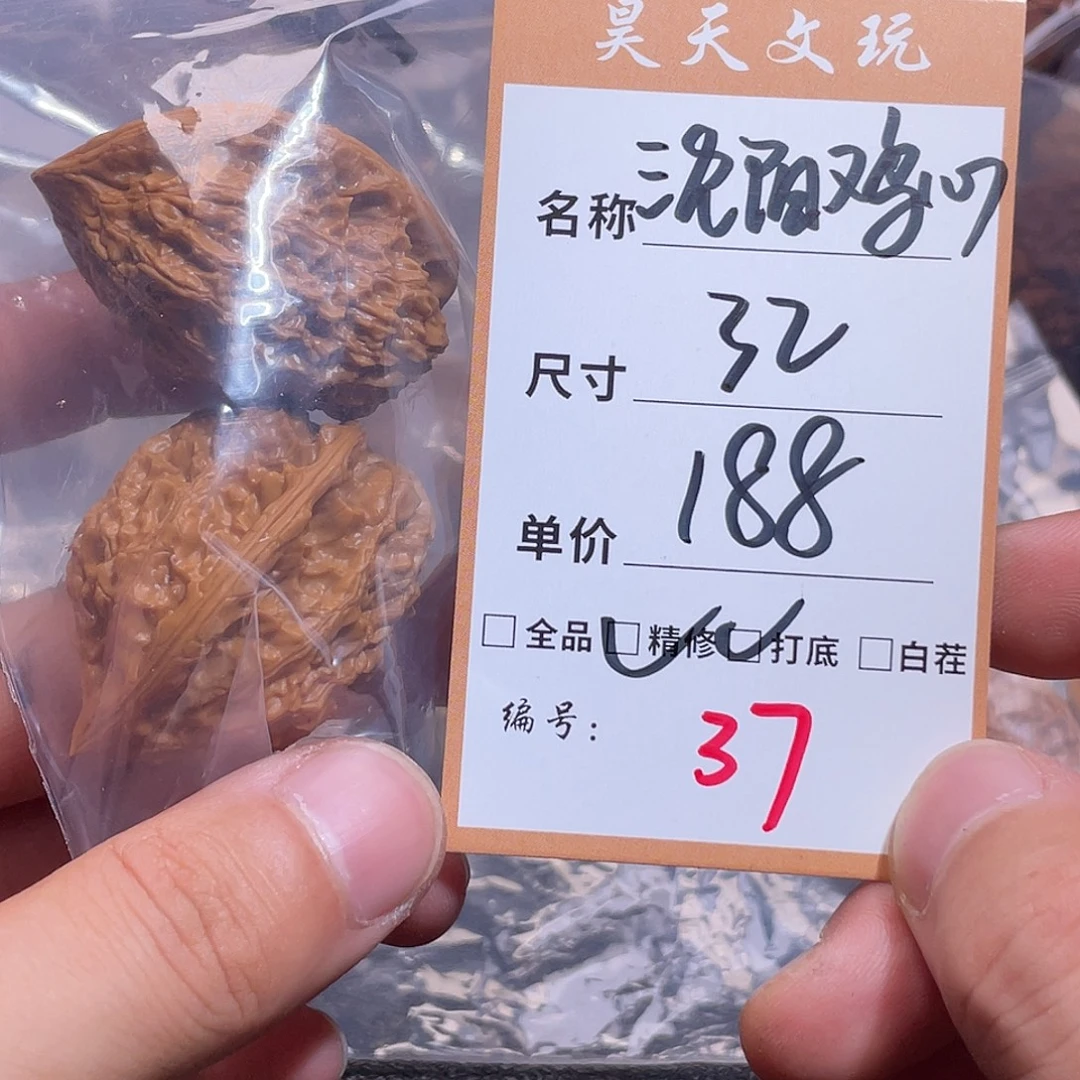 昊天文玩
名称 沈阳鸡心
尺寸 32
单价 188
□全品 □精修 □打底 □白茬
编号： 37